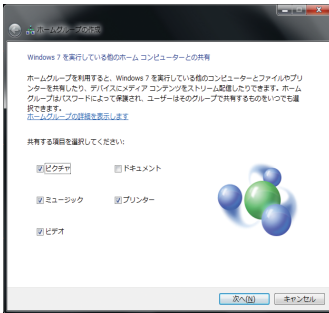 ホームグループの作成
Windows 7 を実行している他のホーム コンピューターとの共有
ホームグループを利用すると、Windows 7 を実行している他のコンピューターとファイルやプリ
ンターを共有したり、デバイスにメディア コンテンツをストリーム配信したりできます。ホーム
グループはパスワードによって保護され、ユーザーはそのグループで共有するものをいつでも選
択できます。
ホームグループの詳細を表示します
共有する項目を選択してください:
ピクチャ
ドキュメント
ミュージック
プリンター
ビデオ
次へ(N)
キャンセル